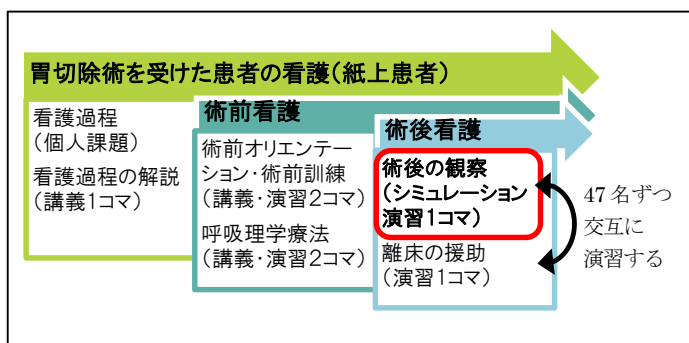 胃切除術を受けた患者の看護(紙上患者)
看護過程
(個人課題)
看護過程の解説
(講義1コマ)
術前看護
術前オリエンテー
ション・術前訓練
(講義・演習2コマ)
呼吸理学療法
(講義・演習2コマ)
術後看護
術後の観察
(シミュレーション
演習1コマ)
離床の援助
(演習1コマ)
47名ずつ
交互に
演習する